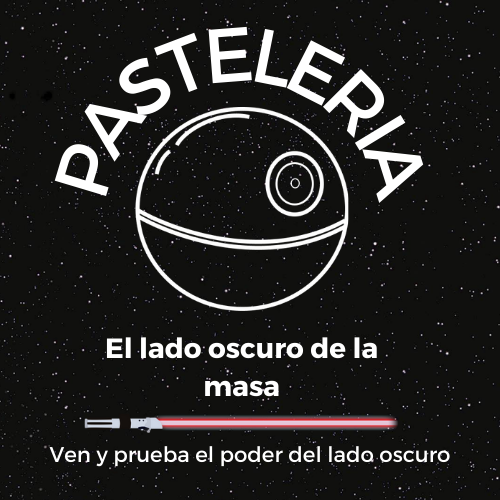 PASTELERIA
El lado oscuro de la
masa
Ven y prueba el poder del lado oscuro